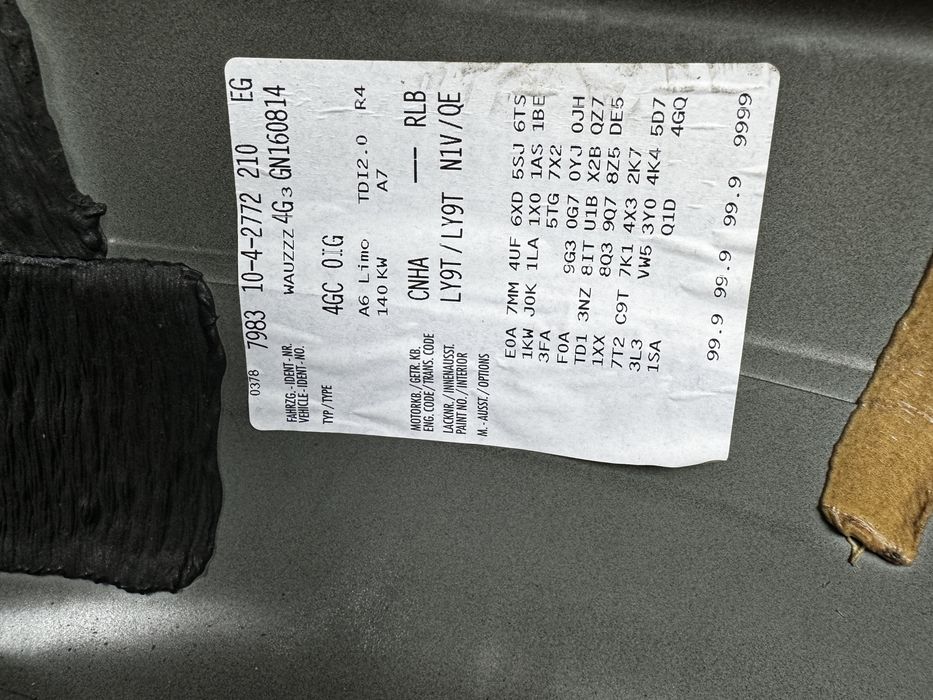 0378 7983 10-4-2772 210 EG
FAHRZG.-IDENT-NR.
VEHICLE-IDENT-NO. WAUZZZ 4G3GN160814
TYP/TYPE 4GC 0IG
A6 Limo TDI2.0 R4
140 KW A7
MOTORKB./GETR.KB.
ENG.CODE/TRANS.CODE CNHA —— RLB
LACKNR./INNENAUSST. LY9T/LY9T N1V/QE
PAINT NO./INTERIOR
M.-AUSST./OPTIONS
E0A 7MM 4UF 6XD 5SJ 6TS
1KW J0K 1LA 1X0 1AS 1BE
3FA 5TG 7X2
F0A 9G3 0G7 0YJ 0JH
TD1 3NZ 8IT U1B X2B QZ7
1XX 8Q3 9Q7 8Z5 DE5
7T2 C9T 7K1 4X3 2K7
3L3 VW5 3Y0 4K4 5D7
1SA Q1D 4GQ
99.9 99.9 99.9 9999